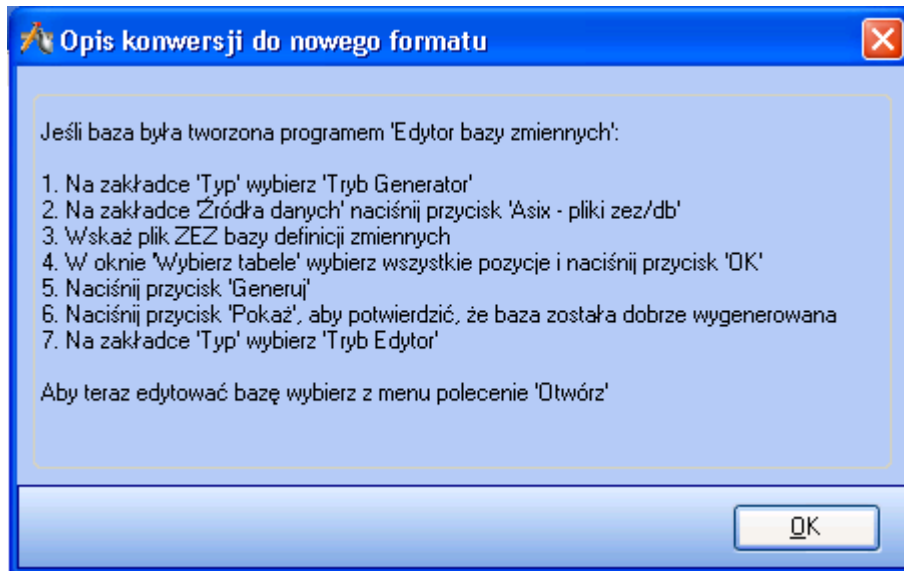 Opis konwersji do nowego formatu
Jeśli baza była tworzona programem 'Edytor bazy zmiennych':
1. Na zakładce 'Typ' wybierz 'Tryb Generator'
2. Na zakładce 'Źródła danych' naciśnij przycisk 'Asix - pliki zez/db'
3. Wskaż plik ZEZ bazy definicji zmiennych
4. W oknie 'Wybierz tabele' wybierz wszystkie pozycje i naciśnij przycisk 'OK'
5. Naciśnij przycisk 'Generuj'
6. Naciśnij przycisk 'Pokaż', aby potwierdzić, że baza została dobrze wygenerowana
7. Na zakładce 'Typ' wybierz 'Tryb Edytor'
Aby teraz edytować bazę wybierz z menu polecenie 'Otwórz'
OK